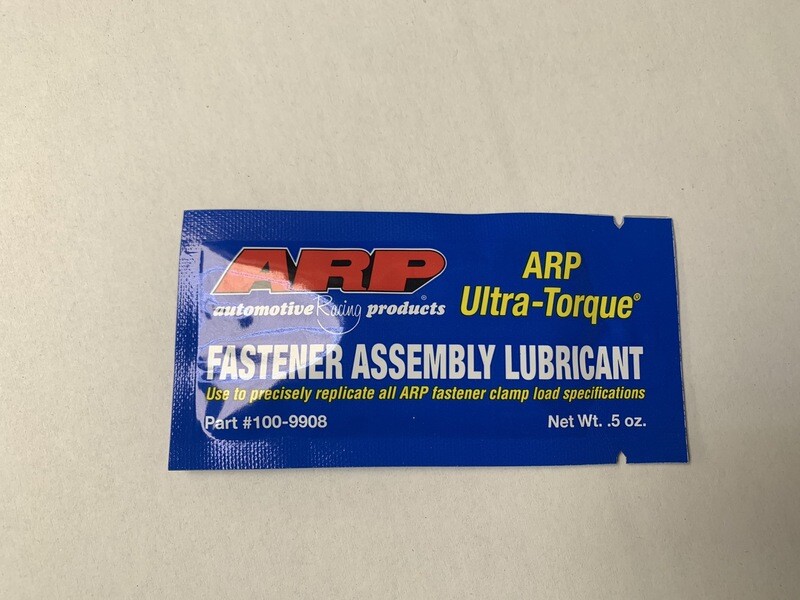 ARP
automotive Racing products®
ARP
Ultra-Torque®
FASTENER ASSEMBLY LUBRICANT
Use to precisely replicate all ARP fastener clamp load specifications
Part #100-9908
Net Wt. .5 oz.